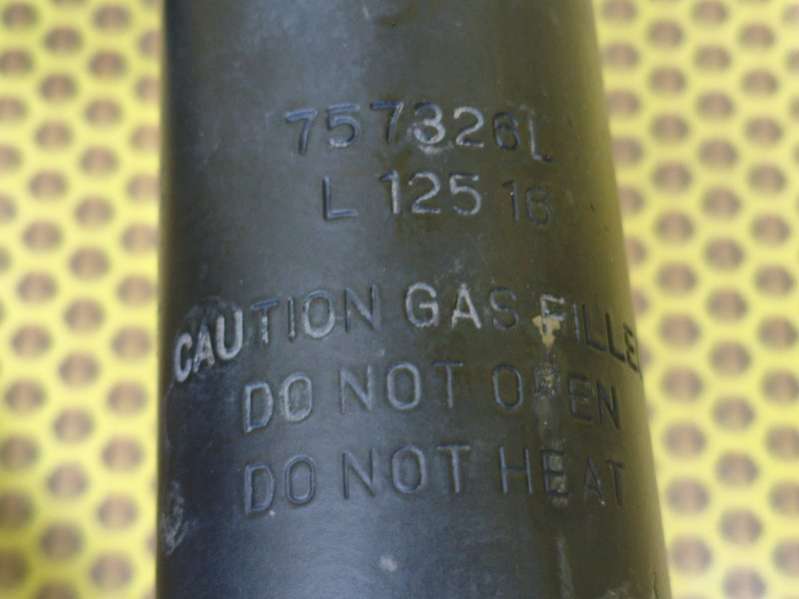 757326L
L 125 16
CAUTION GAS FILLE
DO NOT OPEN
DO NOT HEAT